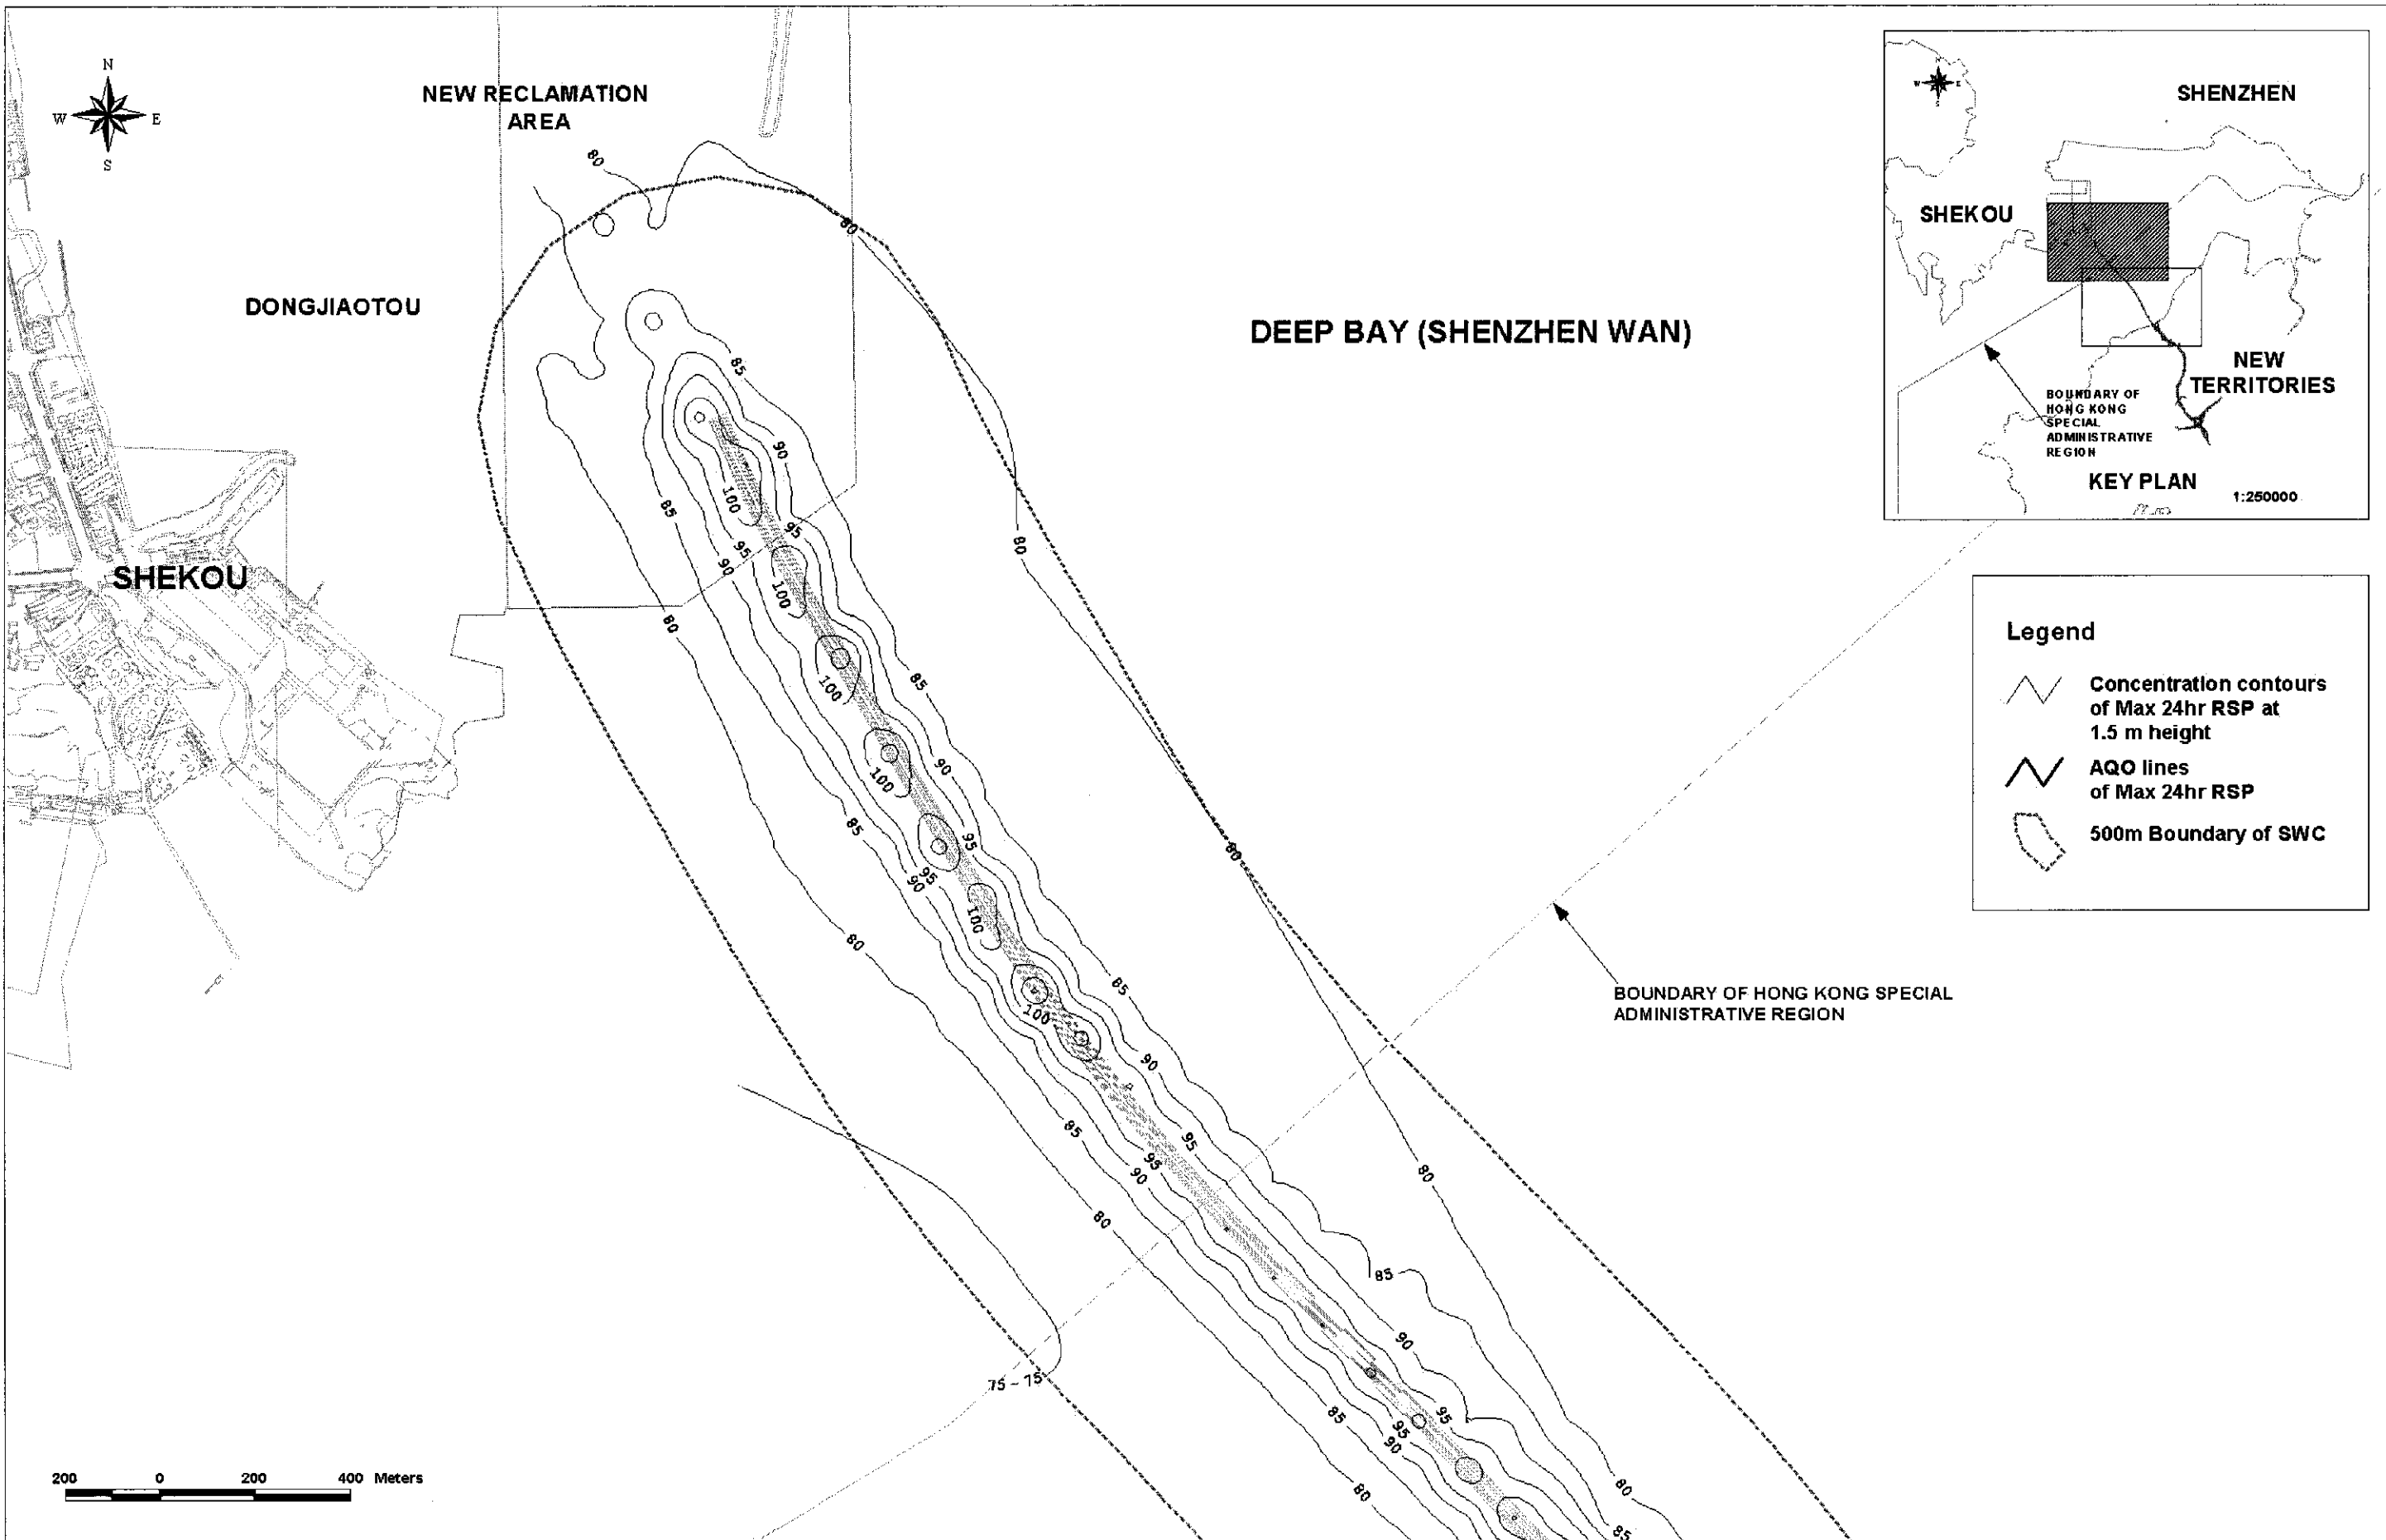 N
W
E
S
NEW RECLAMATION
AREA
DONGJIAOTOU
SHEKOU
DEEP BAY (SHENZHEN WAN)
80
80
85
90
100
95
85
95
90
100
80
80
100
85
100
90
85
95
95
90
100
80
80
85
100
90
95
85
95
90
80
80
85
90
75
75
95
85
95
90
80
80
85
BOUNDARY OF HONG KONG SPECIAL
ADMINISTRATIVE REGION
200 0 200 400 Meters
N
W
E
S
SHENZHEN
SHEKOU
NEW
TERRITORIES
BOUNDARY OF
HONG KONG
SPECIAL
ADMINISTRATIVE
REGION
KEY PLAN
1:250000
Legend
Concentration contours
of Max 24hr RSP at
1.5 m height
AQO lines
of Max 24hr RSP
500m Boundary of SWC